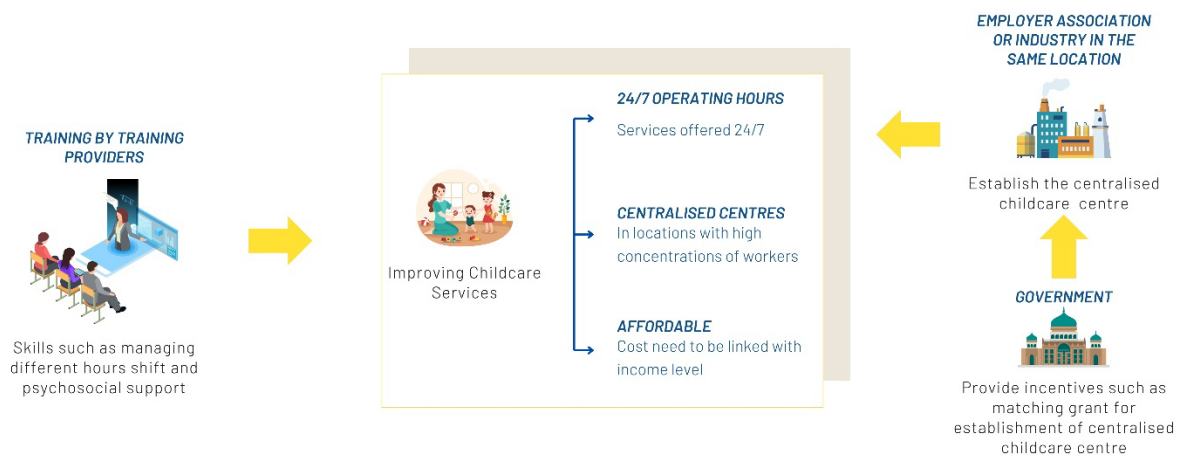 TRAINING BY TRAINING
PROVIDERS
Skills such as managing
different hours shift and
psychosocial support
Improving Childcare
Services
24/7 OPERATING HOURS
Services offered 24/7
CENTRALISED CENTRES
In locations with high
concentrations of workers
AFFORDABLE
Cost need to be linked with
income level
EMPLOYER ASSOCIATION
OR INDUSTRY IN THE
SAME LOCATION
Establish the centralised
childcare centre
GOVERNMENT
Provide incentives such as
matching grant for
establishment of centralised
childcare centre